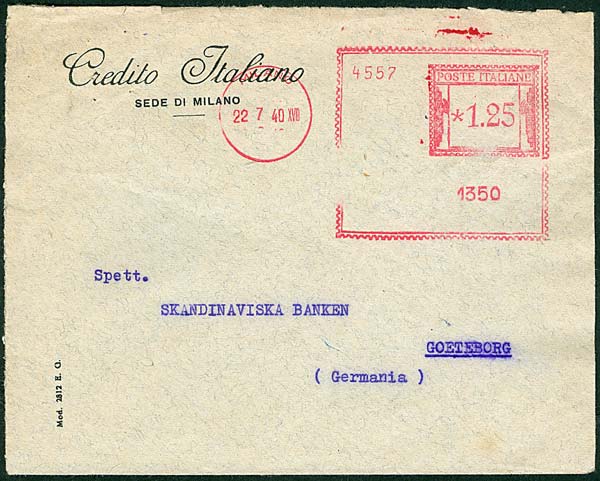 Credito Italiano
SEDE DI MILANO
22 7 40 XVIII
4557
POSTE ITALIANE
*1.25
1350
Spett.
SKANDINAVISKA BANKEN
GOETEBORG
( Germania )
Mod. 2812 E. G.